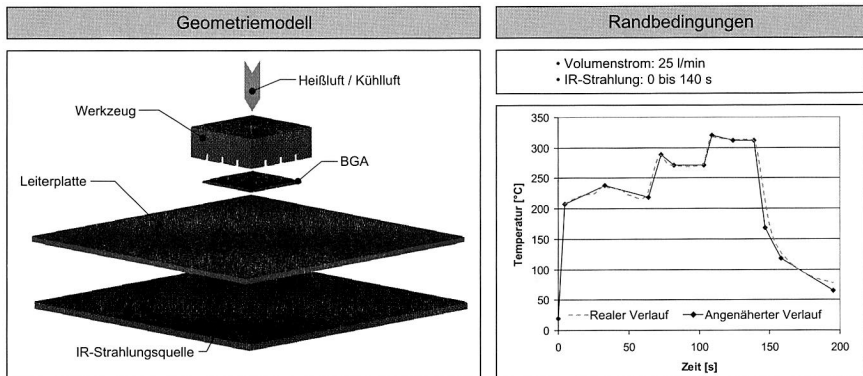 Geometriemodell
Heißluft / Kühlluft
Werkzeug
BGA
Leiterplatte
IR-Strahlungsquelle
Randbedingungen
• Volumenstrom: 25 l/min
• IR-Strahlung: 0 bis 140 s
350
300
250
200
150
100
50
0
Temperatur [°C]
Realer Verlauf
Angenäherter Verlauf
0 50 100 150 200
Zeit [s]